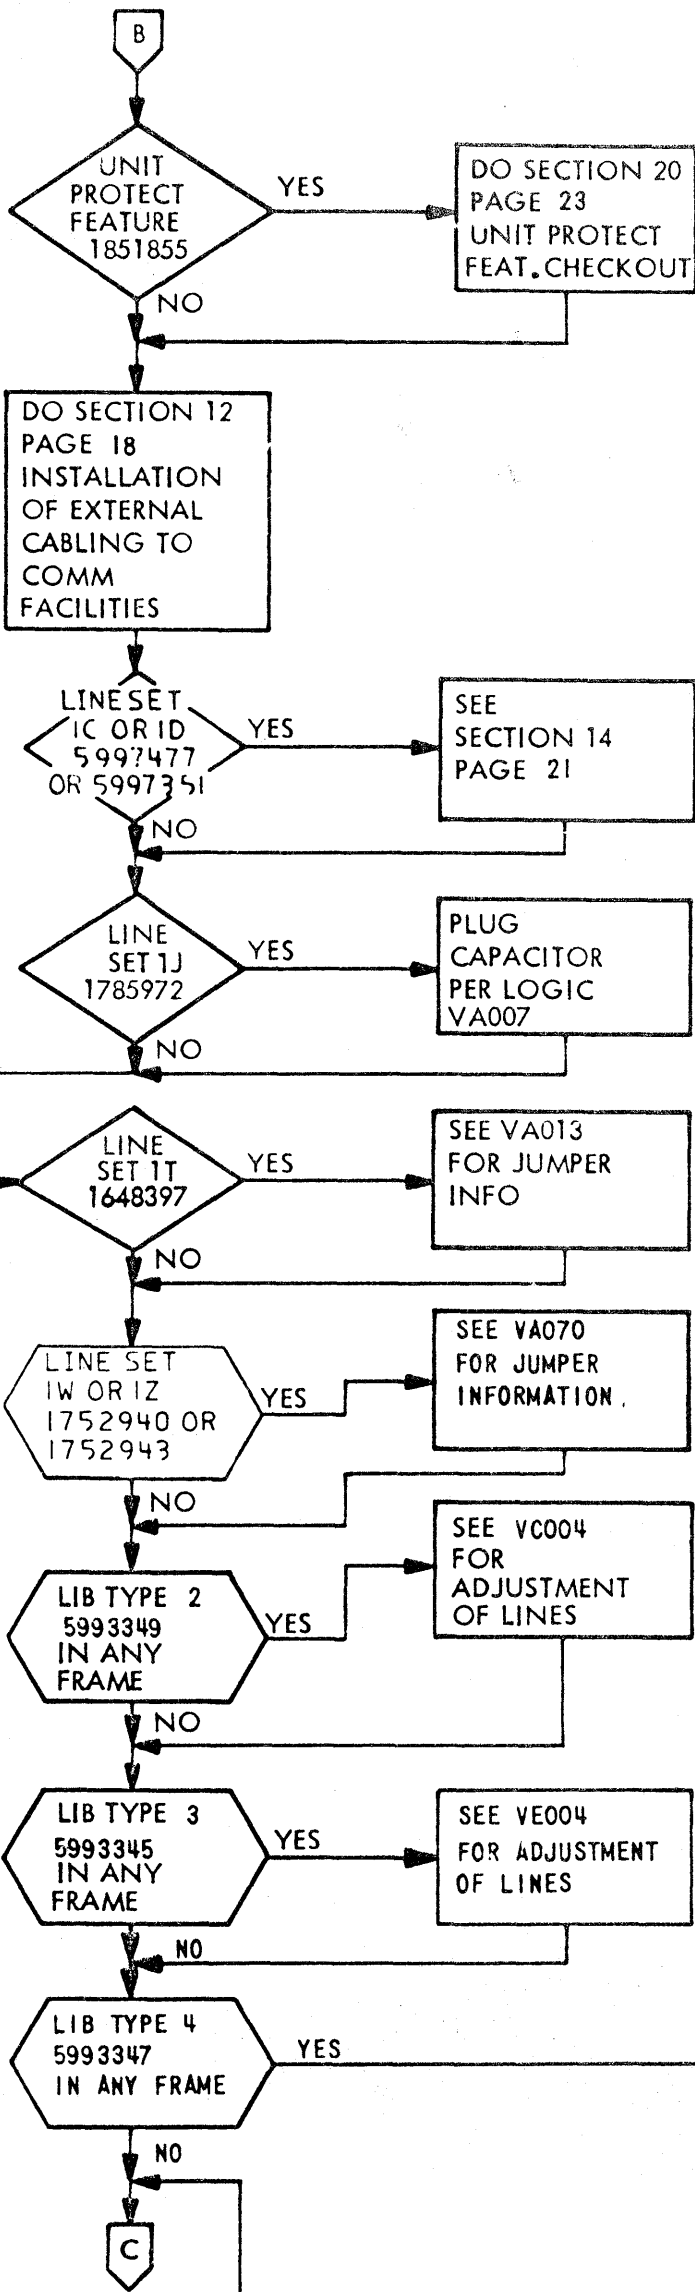 B
UNIT
PROTECT
FEATURE
1851855
YES
DO SECTION 20
PAGE 23
UNIT PROTECT
FEAT.CHECKOUT
NO
DO SECTION 12
PAGE 18
INSTALLATION
OF EXTERNAL
CABLING TO
COMM
FACILITIES
LINE SET
1C OR 1D
5997477
OR 5997351
YES
SEE
SECTION 14
PAGE 21
NO
LINE
SET 1J
1785972
YES
PLUG
CAPACITOR
PER LOGIC
VA007
NO
LINE
SET 1T
1648397
YES
SEE VA013
FOR JUMPER
INFO
NO
LINE SET
1W OR 1Z
1752940 OR
1752943
YES
SEE VA070
FOR JUMPER
INFORMATION.
NO
LIB TYPE 2
5993349
IN ANY
FRAME
YES
SEE VC004
FOR
ADJUSTMENT
OF LINES
NO
LIB TYPE 3
5993345
IN ANY
FRAME
YES
SEE VE004
FOR ADJUSTMENT
OF LINES
NO
LIB TYPE 4
5993347
IN ANY FRAME
YES
NO
C